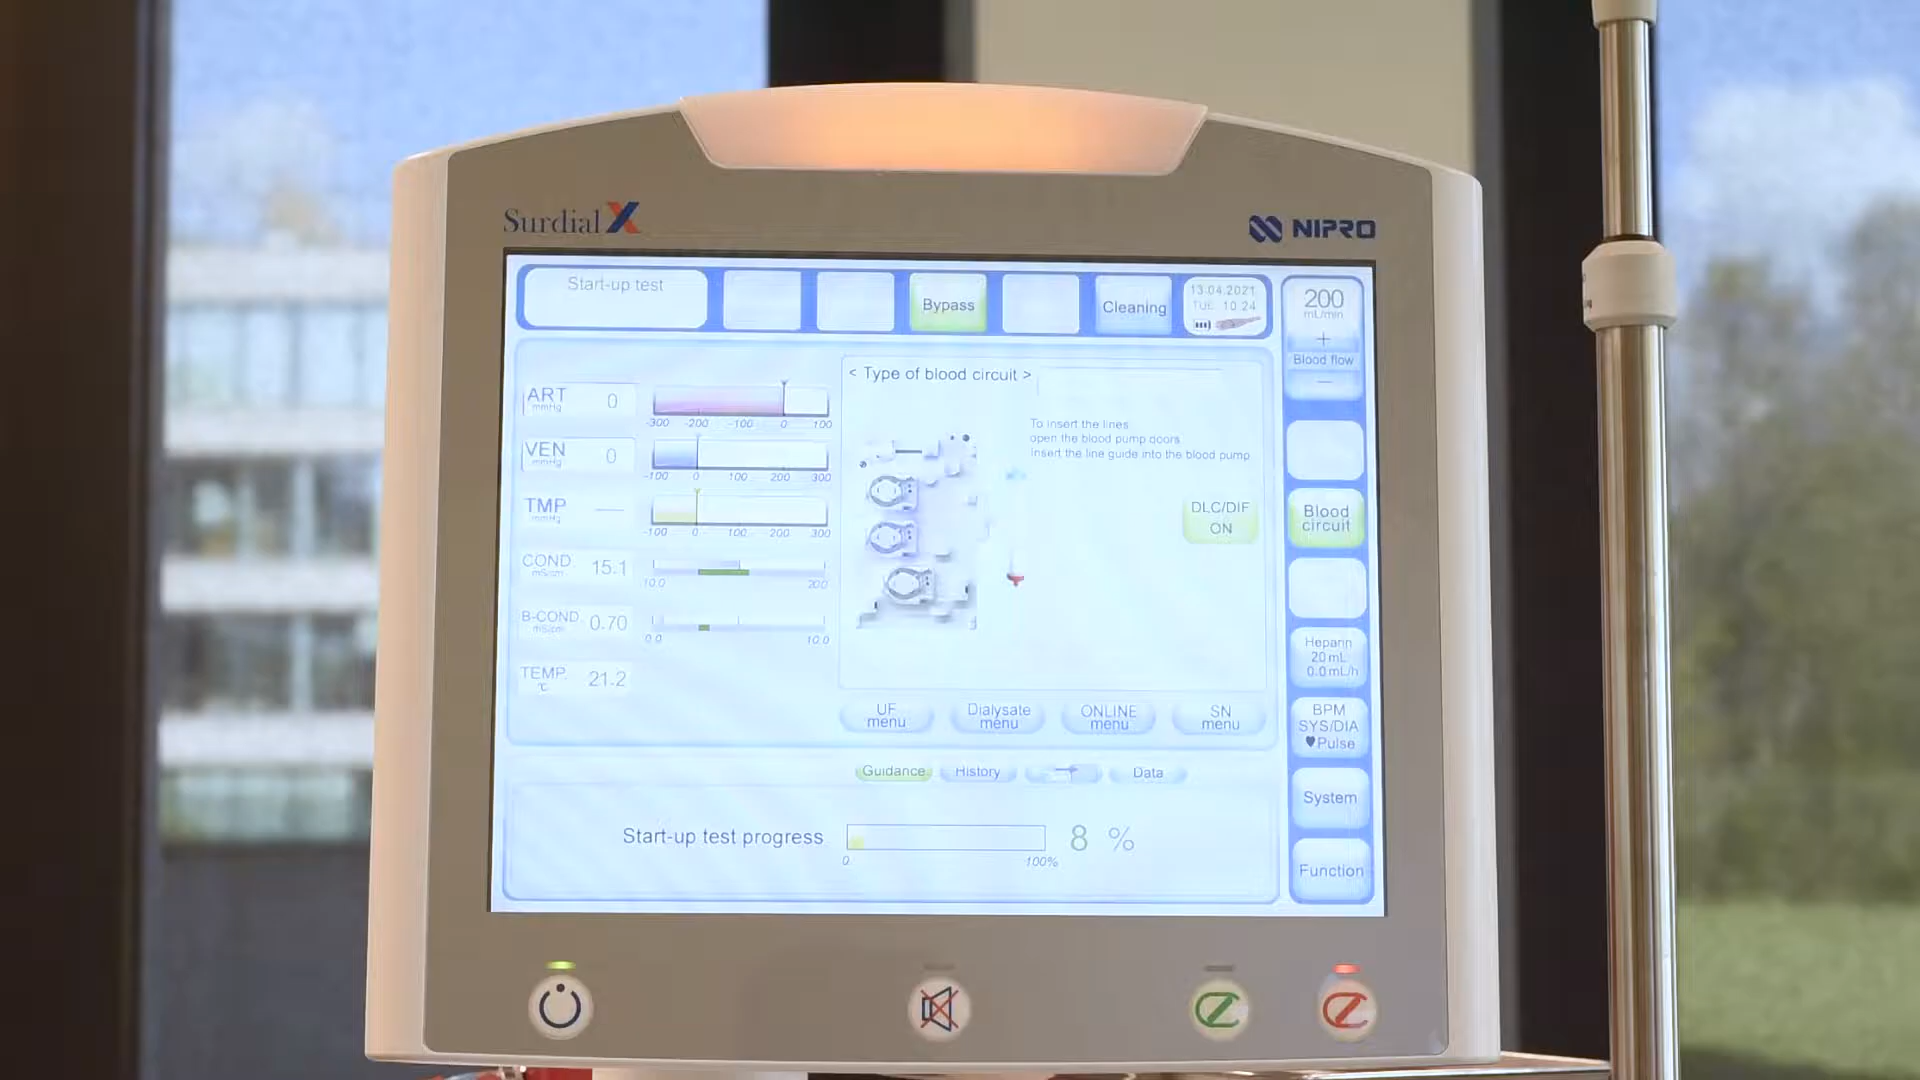 Surdial X
NIPRO
Start-up test
Bypass
Cleaning
13.04.2021
TUE 10:24
200
mL/min
+
Blood flow
−
ART
mmHg
0
-300 -200 -100 0 100
VEN
mmHg
0
-100 0 100 200 300
TMP
mmHg
-100 0 100 200 300
COND.
mS/cm
15.1
10.0 20.0
B-COND.
mS/cm
0.70
0.0 10.0
TEMP.
℃
21.2
< Type of blood circuit >
To insert the lines
open the blood pump doors
Insert the line guide into the blood pump
DLC/DIF
ON
Blood
circuit
Heparin
20 mL
0.0 mL/h
BPM
SYS/DIA
♥Pulse
System
Function
UF
menu
Dialysate
menu
ONLINE
menu
SN
menu
Guidance
History
Data
Start-up test progress
8 %
0 100%